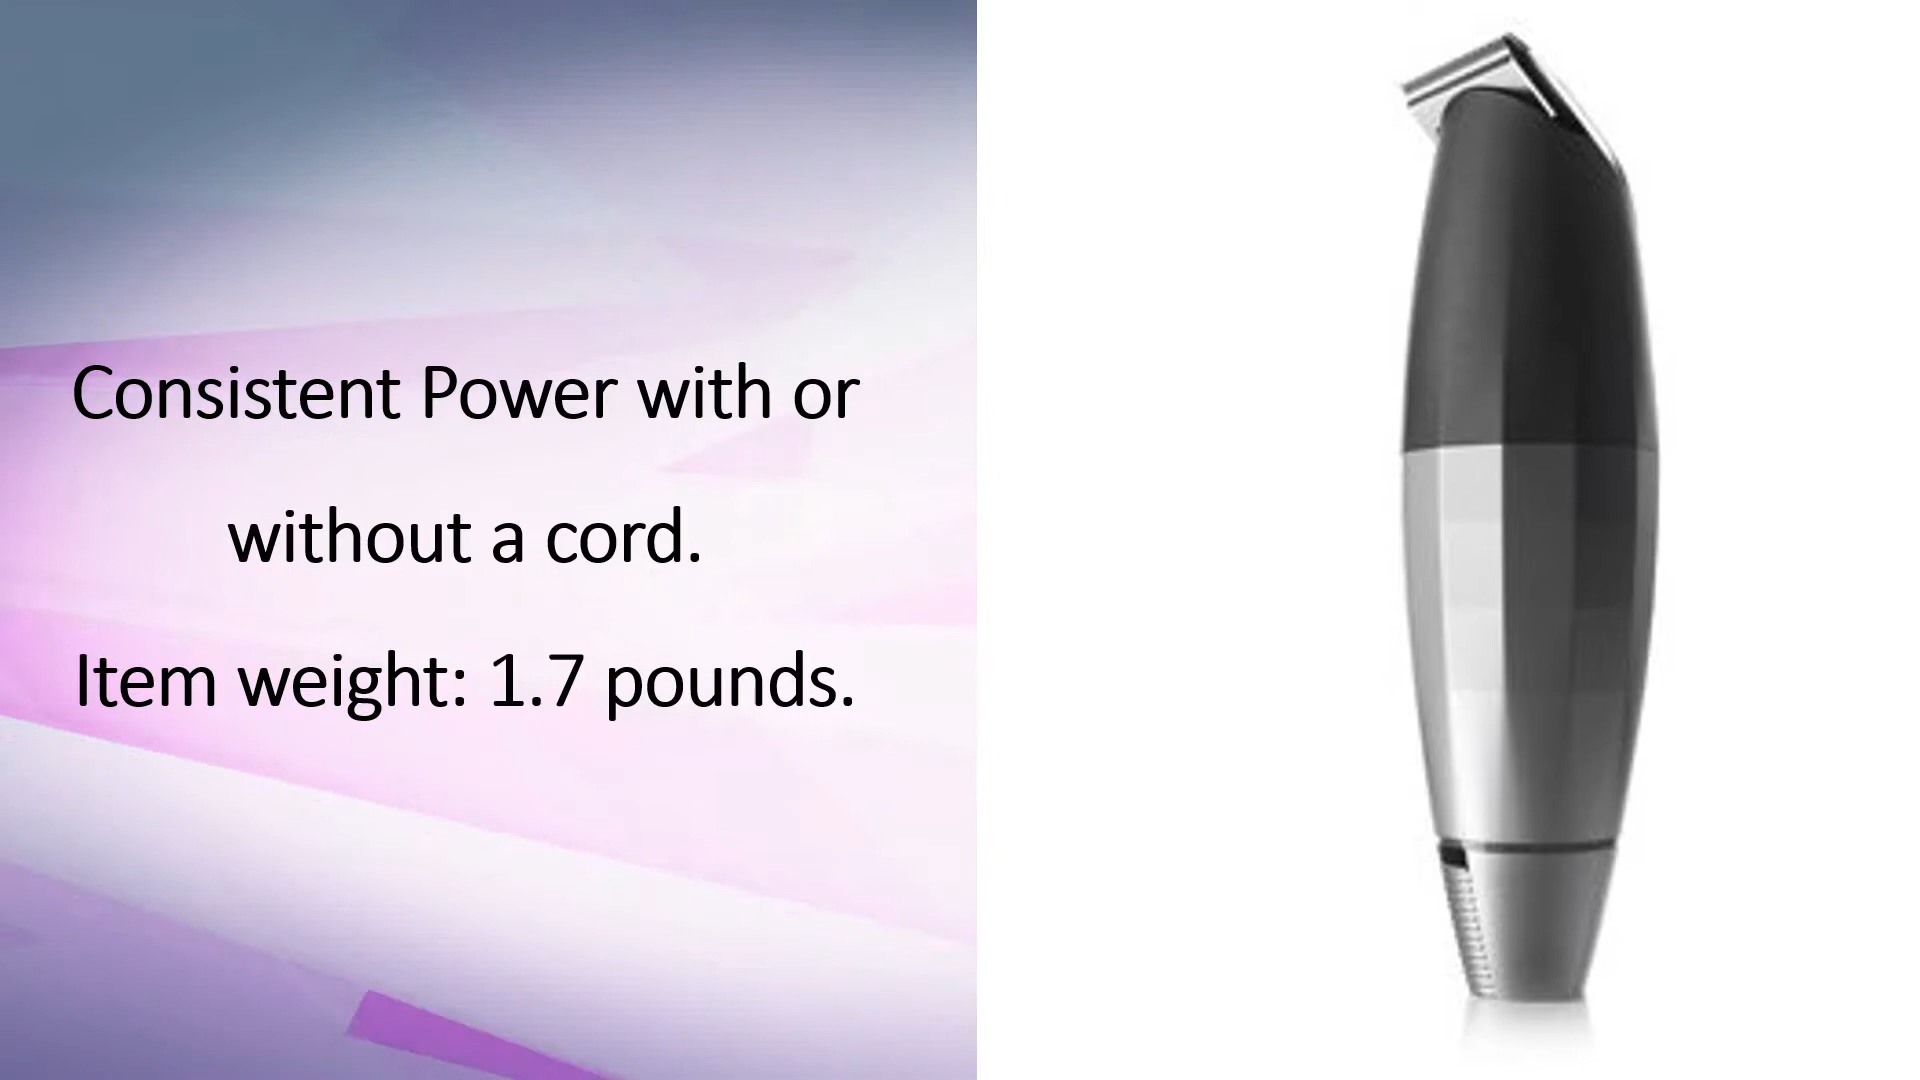 Consistent Power with or
without a cord.
Item weight: 1.7 pounds.